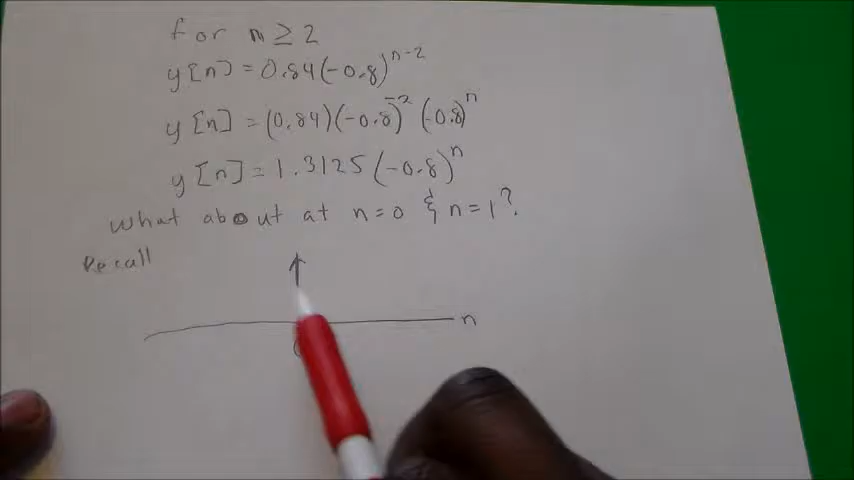 for n ≥ 2
y[n] = 0.84(-0.8)^{n-2}
y[n] = (0.84)(-0.8)^{-2} (-0.8)^n
y[n] = 1.3125(-0.8)^n
What about at n=0 & n=1?
Recall
n